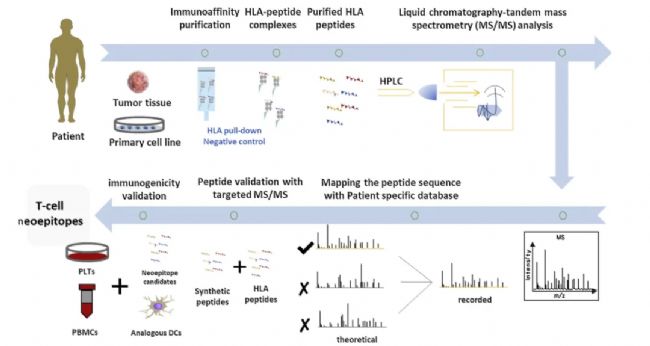 Immunoaffinity
purification
HLA-peptide
complexes
Purified HLA
peptides
Liquid chromatography-tandem mass
spectrometry (MS/MS) analysis
Patient
Tumor tissue
Primary cell line
HLA pull-down
Negative control
HPLC
T-cell
neoepitopes
immunogenicity
validation
Peptide validation with
targeted MS/MS
Mapping the peptide sequence
with Patient specific database
PLTs
PBMCs
Neoepitope
candidates
Analogous DCs
Synthetic
peptides
HLA
peptides
theoretical
recorded
MS
intensity
m/z